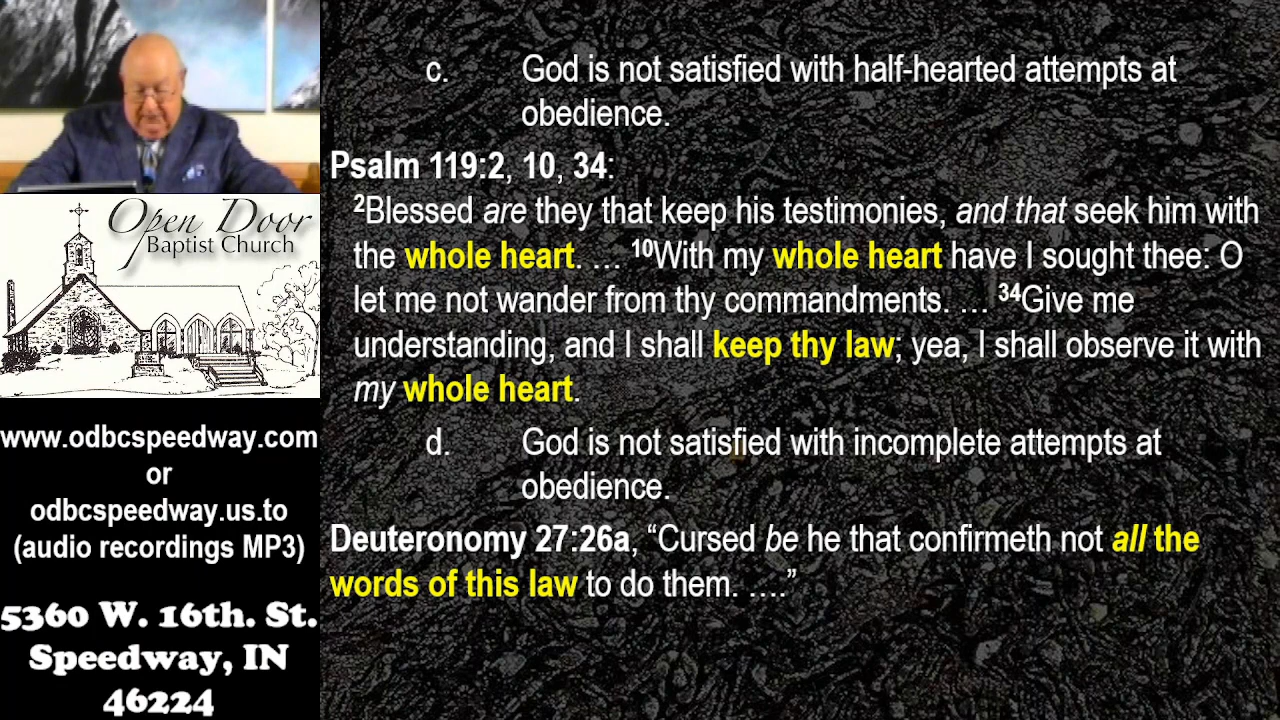 Open Door
Baptist Church
www.odbcspeedway.com
or
odbcspeedway.us.to
(audio recordings MP3)
5360 W. 16th. St.
Speedway, IN
46224
c. God is not satisfied with half-hearted attempts at
obedience.
Psalm 119:2, 10, 34:
²Blessed are they that keep his testimonies, and that seek him with
the whole heart. … ¹⁰With my whole heart have I sought thee: O
let me not wander from thy commandments. … ³⁴Give me
understanding, and I shall keep thy law; yea, I shall observe it with
my whole heart.
d. God is not satisfied with incomplete attempts at
obedience.
Deuteronomy 27:26a, “Cursed be he that confirmeth not all the
words of this law to do them. ….”